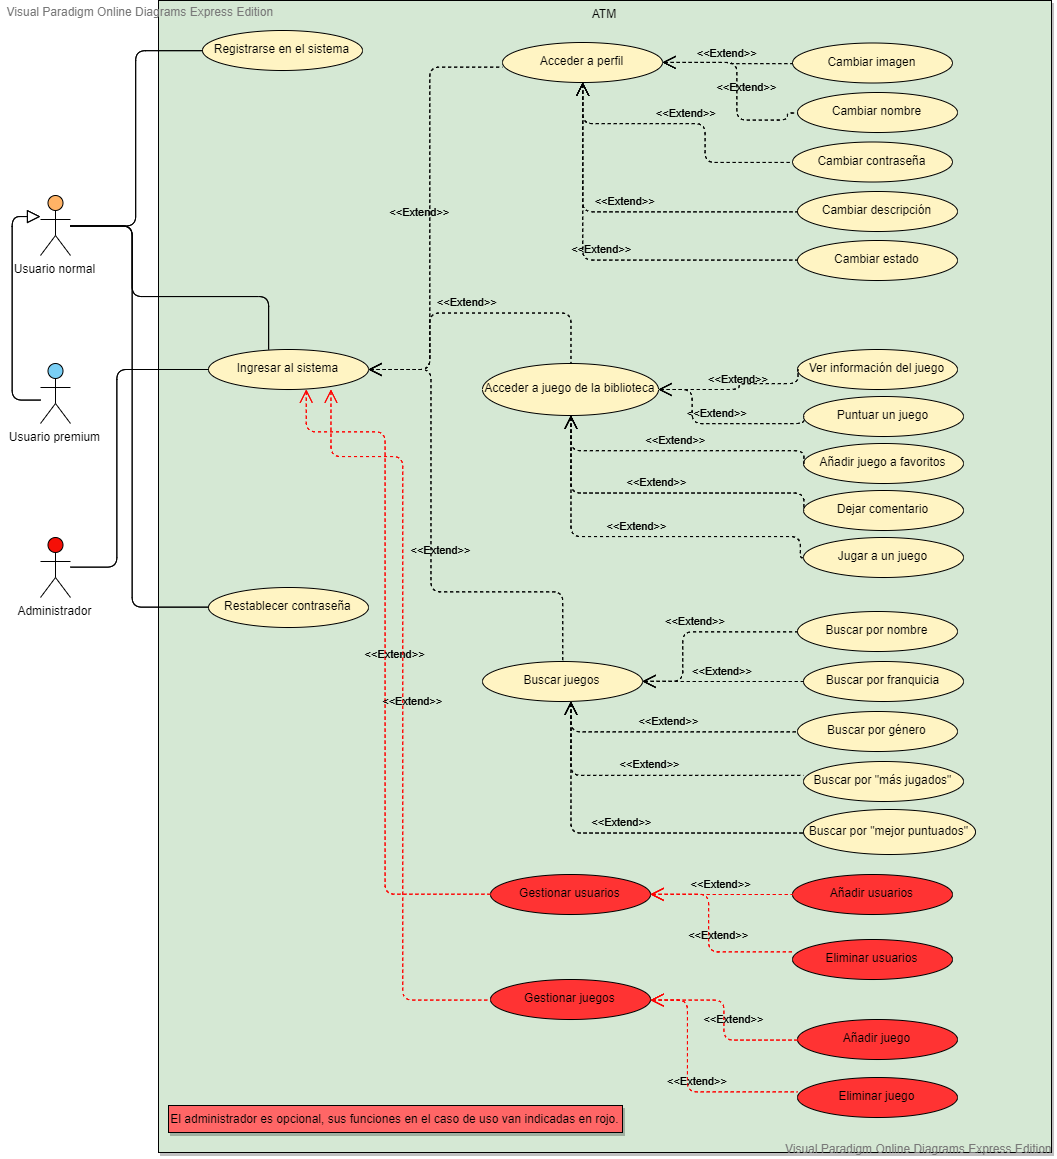 Visual Paradigm Online Diagrams Express Edition
ATM
Registrarse en el sistema
Acceder a perfil
<<Extend>>
Cambiar imagen
<<Extend>>
Cambiar nombre
<<Extend>>
Cambiar contraseña
<<Extend>>
Cambiar descripción
<<Extend>>
<<Extend>>
Cambiar estado
Usuario normal
<<Extend>>
Ingresar al sistema
Acceder a juego de la biblioteca
<<Extend>>
Ver información del juego
<<Extend>>
Puntuar un juego
Usuario premium
<<Extend>>
Añadir juego a favoritos
<<Extend>>
Dejar comentario
<<Extend>>
<<Extend>>
Jugar a un juego
Administrador
Restablecer contraseña
<<Extend>>
Buscar por nombre
<<Extend>>
<<Extend>>
Buscar juegos
Buscar por franquicia
<<Extend>>
<<Extend>>
Buscar por género
<<Extend>>
Buscar por "más jugados"
<<Extend>>
Buscar por "mejor puntuados"
Gestionar usuarios
<<Extend>>
Añadir usuarios
<<Extend>>
Eliminar usuarios
Gestionar juegos
<<Extend>>
Añadir juego
<<Extend>>
Eliminar juego
El administrador es opcional, sus funciones en el caso de uso van indicadas en rojo.
Visual Paradigm Online Diagrams Express Edition